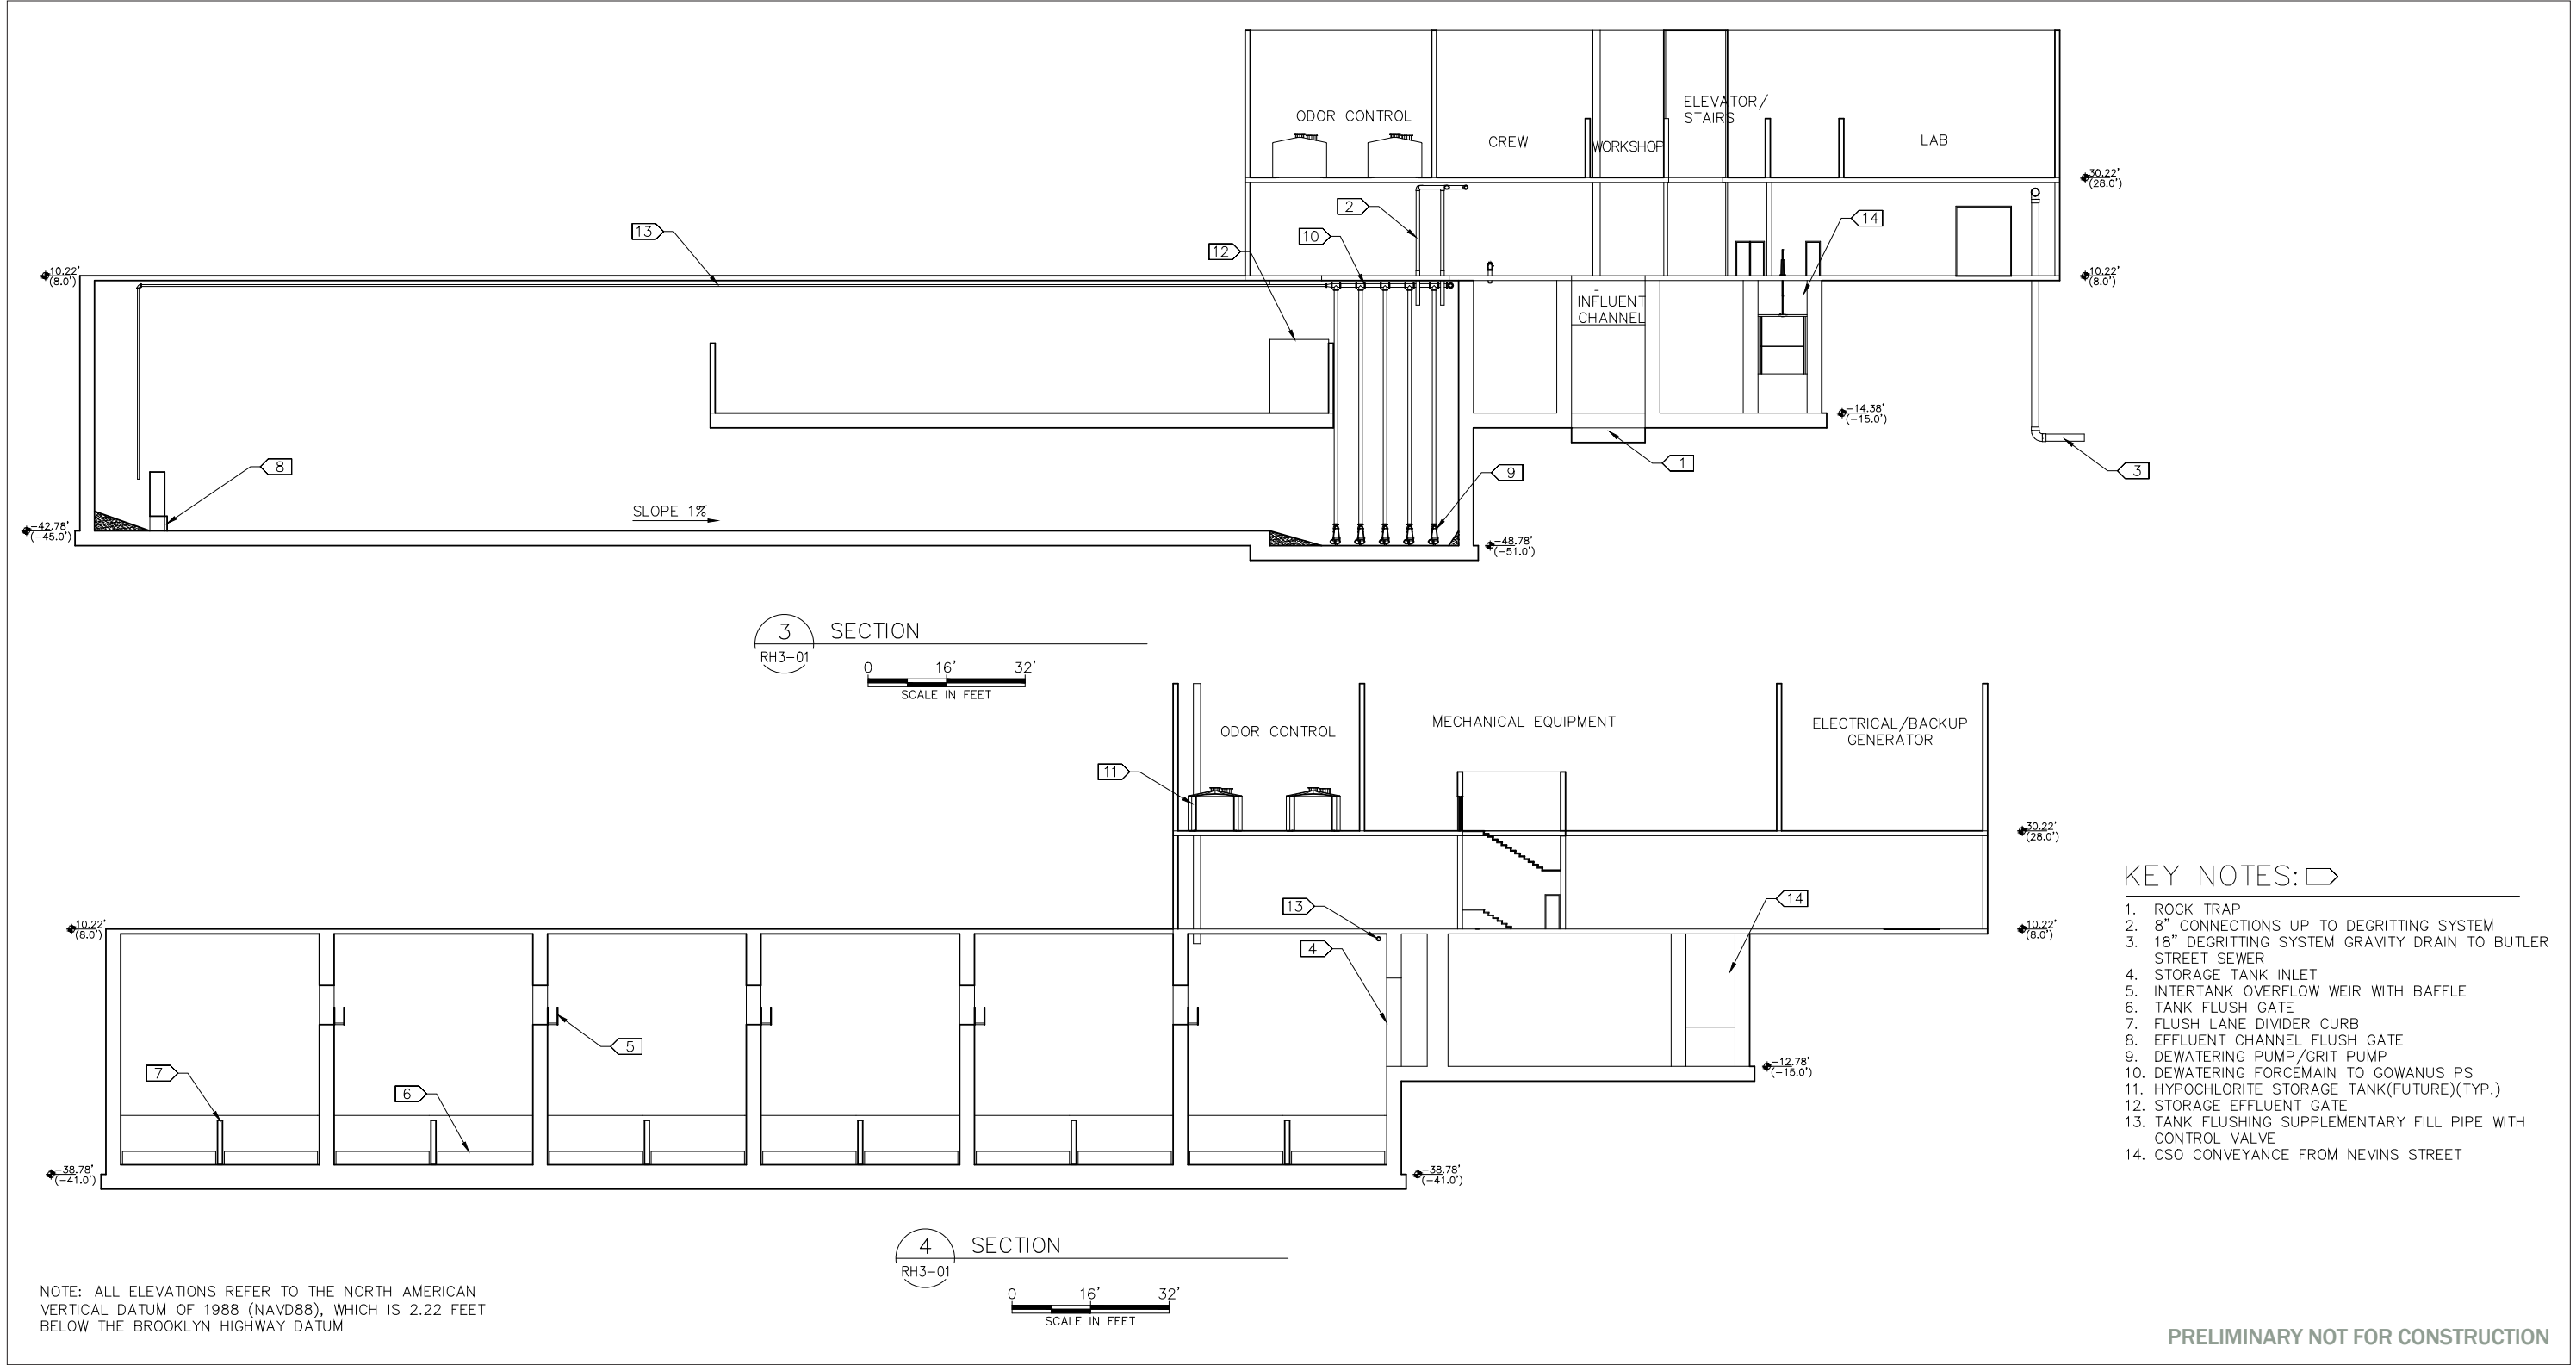 ODOR CONTROL
CREW
WORKSHOP
ELEVATOR/
STAIRS
LAB
30.22'
(28.0')
2
14
13
10
12
10.22'
(8.0')
10.22'
(8.0')
INFLUENT
CHANNEL
-14.38'
(-15.0')
8
1
9
3
SLOPE 1%
-42.78'
(-45.0')
-48.78'
(-51.0')
3
SECTION
RH3-01
0 16' 32'
SCALE IN FEET
ODOR CONTROL
MECHANICAL EQUIPMENT
ELECTRICAL/BACKUP
GENERATOR
11
30.22'
(28.0')
13
14
10.22'
(8.0')
10.22'
(8.0')
4
5
7
6
-12.78'
(-15.0')
-38.78'
(-41.0')
-38.78'
(-41.0')
4
SECTION
RH3-01
0 16' 32'
SCALE IN FEET
KEY NOTES:
1. ROCK TRAP
2. 8" CONNECTIONS UP TO DEGRITTING SYSTEM
3. 18" DEGRITTING SYSTEM GRAVITY DRAIN TO BUTLER
STREET SEWER
4. STORAGE TANK INLET
5. INTERTANK OVERFLOW WEIR WITH BAFFLE
6. TANK FLUSH GATE
7. FLUSH LANE DIVIDER CURB
8. EFFLUENT CHANNEL FLUSH GATE
9. DEWATERING PUMP/GRIT PUMP
10. DEWATERING FORCEMAIN TO GOWANUS PS
11. HYPOCHLORITE STORAGE TANK(FUTURE)(TYP.)
12. STORAGE EFFLUENT GATE
13. TANK FLUSHING SUPPLEMENTARY FILL PIPE WITH
CONTROL VALVE
14. CSO CONVEYANCE FROM NEVINS STREET
NOTE: ALL ELEVATIONS REFER TO THE NORTH AMERICAN
VERTICAL DATUM OF 1988 (NAVD88), WHICH IS 2.22 FEET
BELOW THE BROOKLYN HIGHWAY DATUM
PRELIMINARY NOT FOR CONSTRUCTION